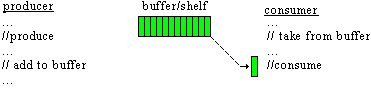 producer
...
//produce
...
// add to buffer
...
buffer/shelf
consumer
...
// take from buffer
...
//consume